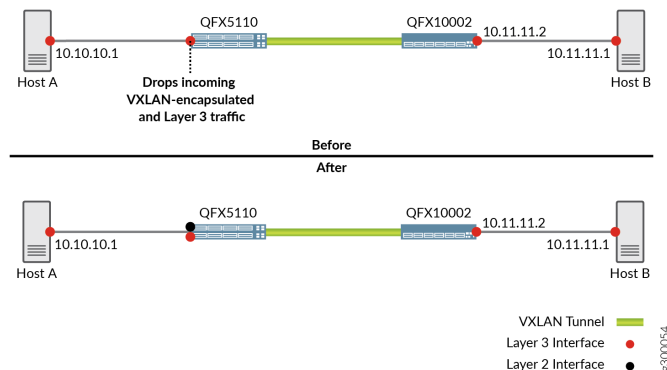 QFX5110
QFX10002
10.10.10.1
10.11.11.2
10.11.11.1
Host A
Host B
Drops incoming
VXLAN-encapsulated
and Layer 3 traffic
Before
After
QFX5110
QFX10002
10.10.10.1
10.11.11.2
10.11.11.1
Host A
Host B
VXLAN Tunnel
Layer 3 Interface
Layer 2 Interface